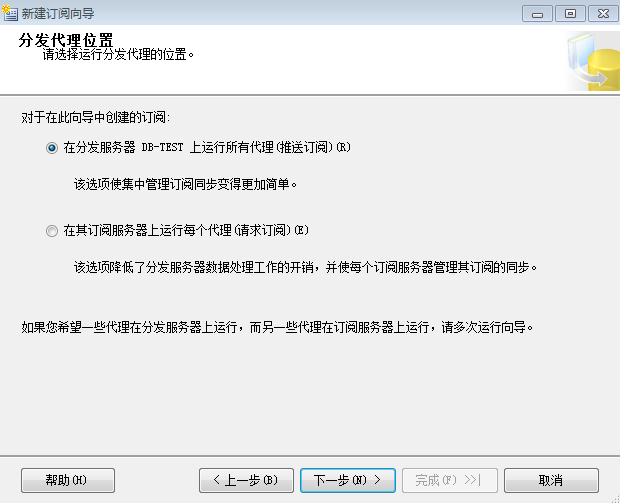 新建订阅向导
分发代理位置
请选择运行分发代理的位置。
对于在此向导中创建的订阅:
在分发服务器 DB-TEST 上运行所有代理(推送订阅)(R)
该选项使集中管理订阅同步变得更加简单。
在其订阅服务器上运行每个代理(请求订阅)(E)
该选项降低了分发服务器数据处理工作的开销，并使每个订阅服务器管理其订阅的同步。
如果您希望一些代理在分发服务器上运行，而另一些代理在订阅服务器上运行，请多次运行向导。
帮助(H) < 上一步(B) 下一步(N) > 完成(F) >>| 取消